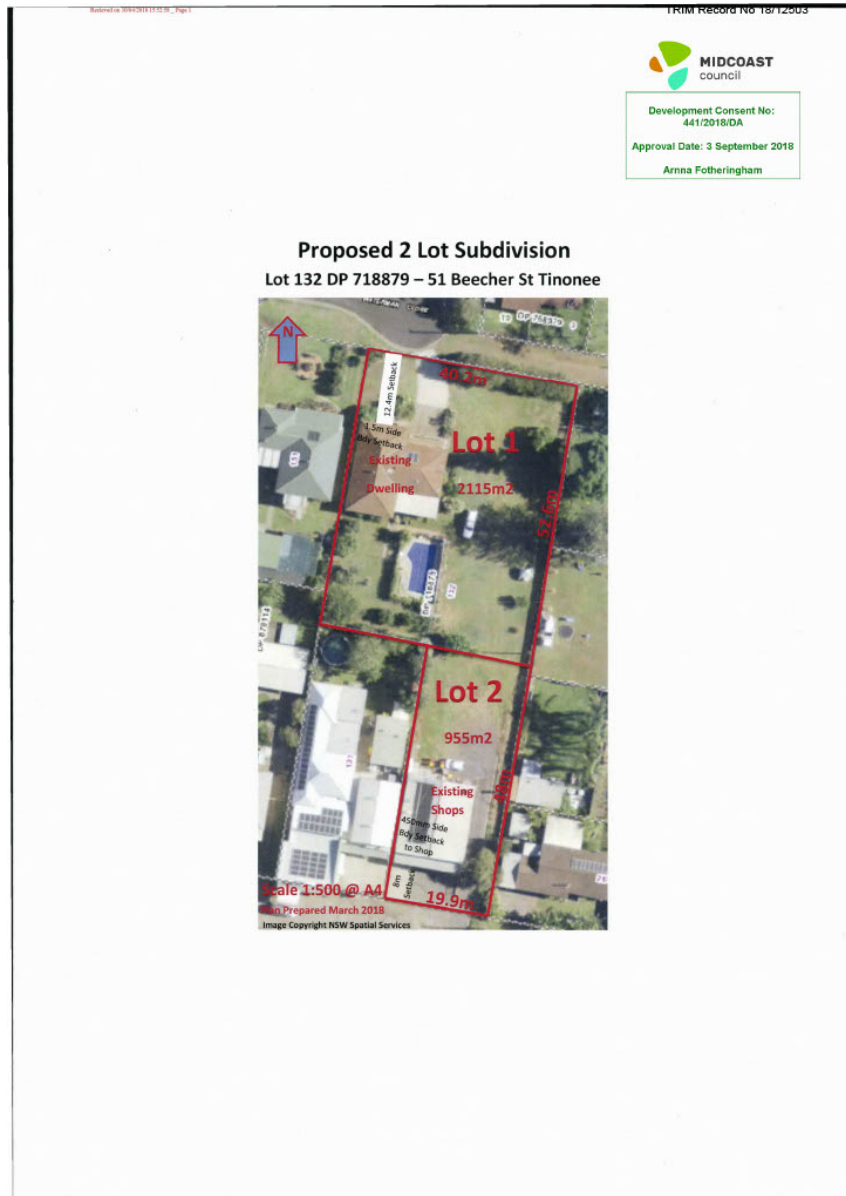 TRIM Record No 18/12503
MIDCOAST
council
Development Consent No:
441/2018/DA
Approval Date: 3 September 2018
Arnna Fotheringham
Proposed 2 Lot Subdivision
Lot 132 DP 718879 – 51 Beecher St Tinonee
N
40.2m
12.4m Setback
1.5m Side
Bdy Setback
Existing
Dwelling
Lot 1
2115m2
52.6m
151
132
Lot 2
955m2
48m
121
Existing
Shops
450mm Side
Bdy Setback
to Shop
8m
Setback
19.9m
Scale 1:500 @ A4
Plan Prepared March 2018
Image Copyright NSW Spatial Services